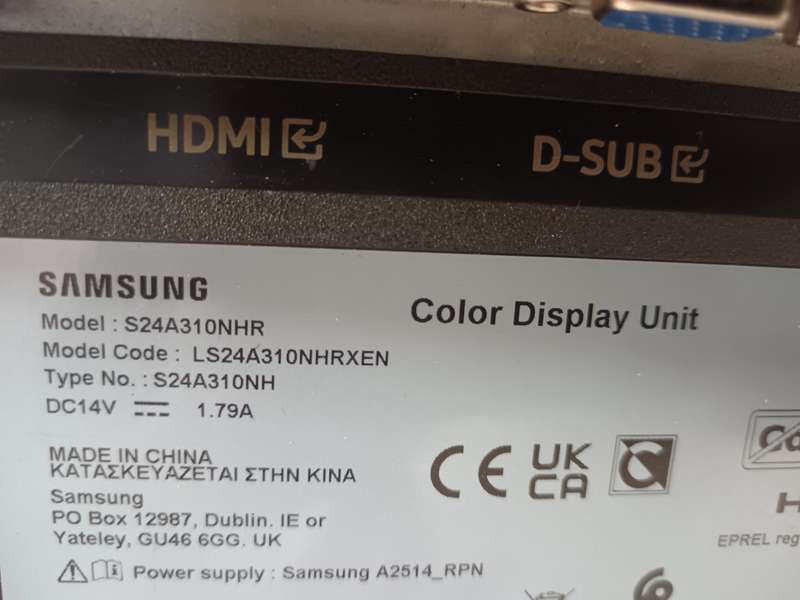 HDMI
D-SUB
SAMSUNG
Color Display Unit
Model : S24A310NHR
Model Code : LS24A310NHRXEN
Type No. : S24A310NH
DC14V 1.79A
MADE IN CHINA
ΚΑΤΑΣΚΕΥΑΖΕΤΑΙ ΣΤΗΝ ΚΙΝΑ
Samsung
PO Box 12987, Dublin. IE or
Yateley, GU46 6GG. UK
CE
UK
CA
EPREL reg
Power supply : Samsung A2514_RPN